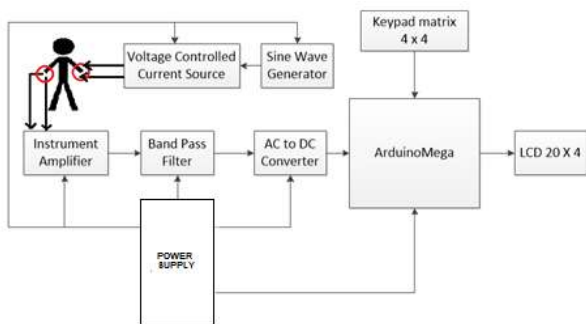 Keypad matrix
4 x 4
Voltage Controlled
Current Source
Sine Wave
Generator
Instrument
Amplifier
Band Pass
Filter
AC to DC
Converter
ArduinoMega
LCD 20 X 4
POWER
SUPPLY